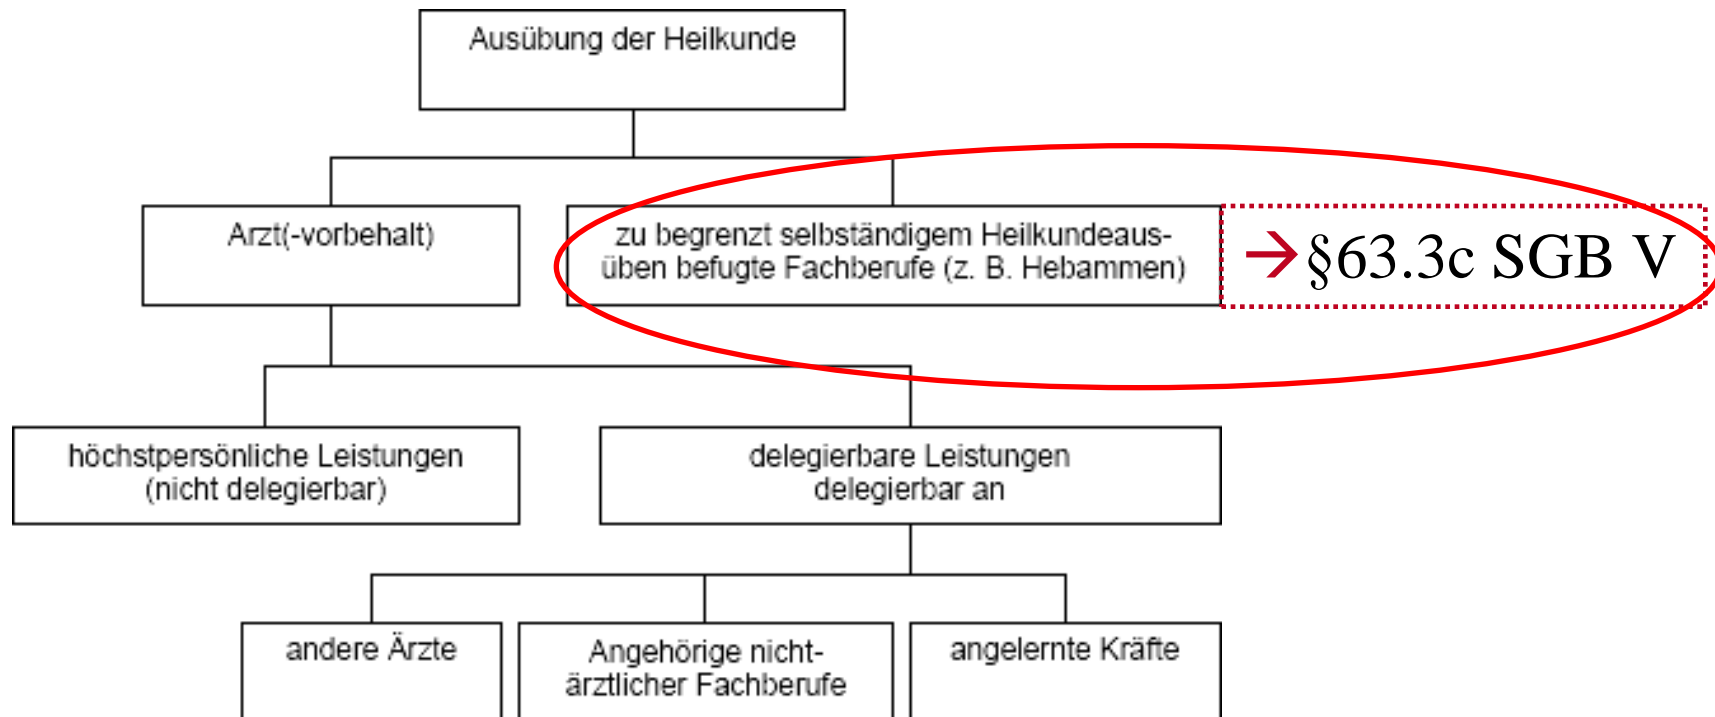 Ausübung der Heilkunde
Arzt(-vorbehalt)
zu begrenzt selbständigem Heilkundeaus-
üben befugte Fachberufe (z. B. Hebammen)
→§63.3c SGB V
höchstpersönliche Leistungen
(nicht delegierbar)
delegierbare Leistungen
delegierbar an
andere Ärzte
Angehörige nicht-
ärztlicher Fachberufe
angelernte Kräfte